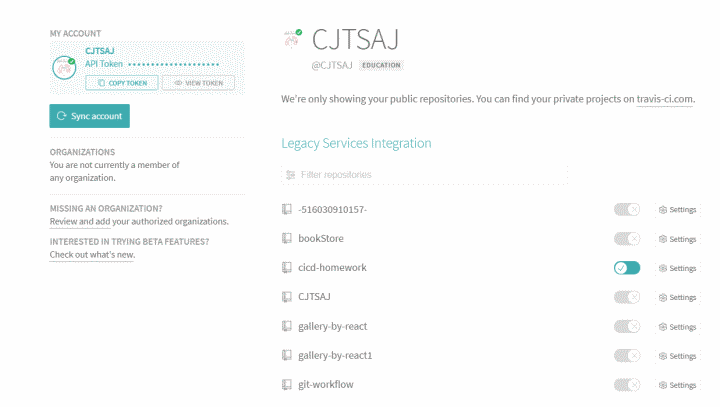 MY ACCOUNT
CJTSAJ
API Token
COPY TOKEN
VIEW TOKEN
Sync account
ORGANIZATIONS
You are not currently a member of
any organization.
MISSING AN ORGANIZATION?
Review and add your authorized organizations.
INTERESTED IN TRYING BETA FEATURES?
Check out what's new.
CJTSAJ
@CJTSAJ EDUCATION
We're only showing your public repositories. You can find your private projects on travis-ci.com.
Legacy Services Integration
Filter repositories
-516030910157- Settings
bookStore Settings
cicd-homework Settings
CJTSAJ Settings
gallery-by-react Settings
gallery-by-react1 Settings
git-workflow Settings